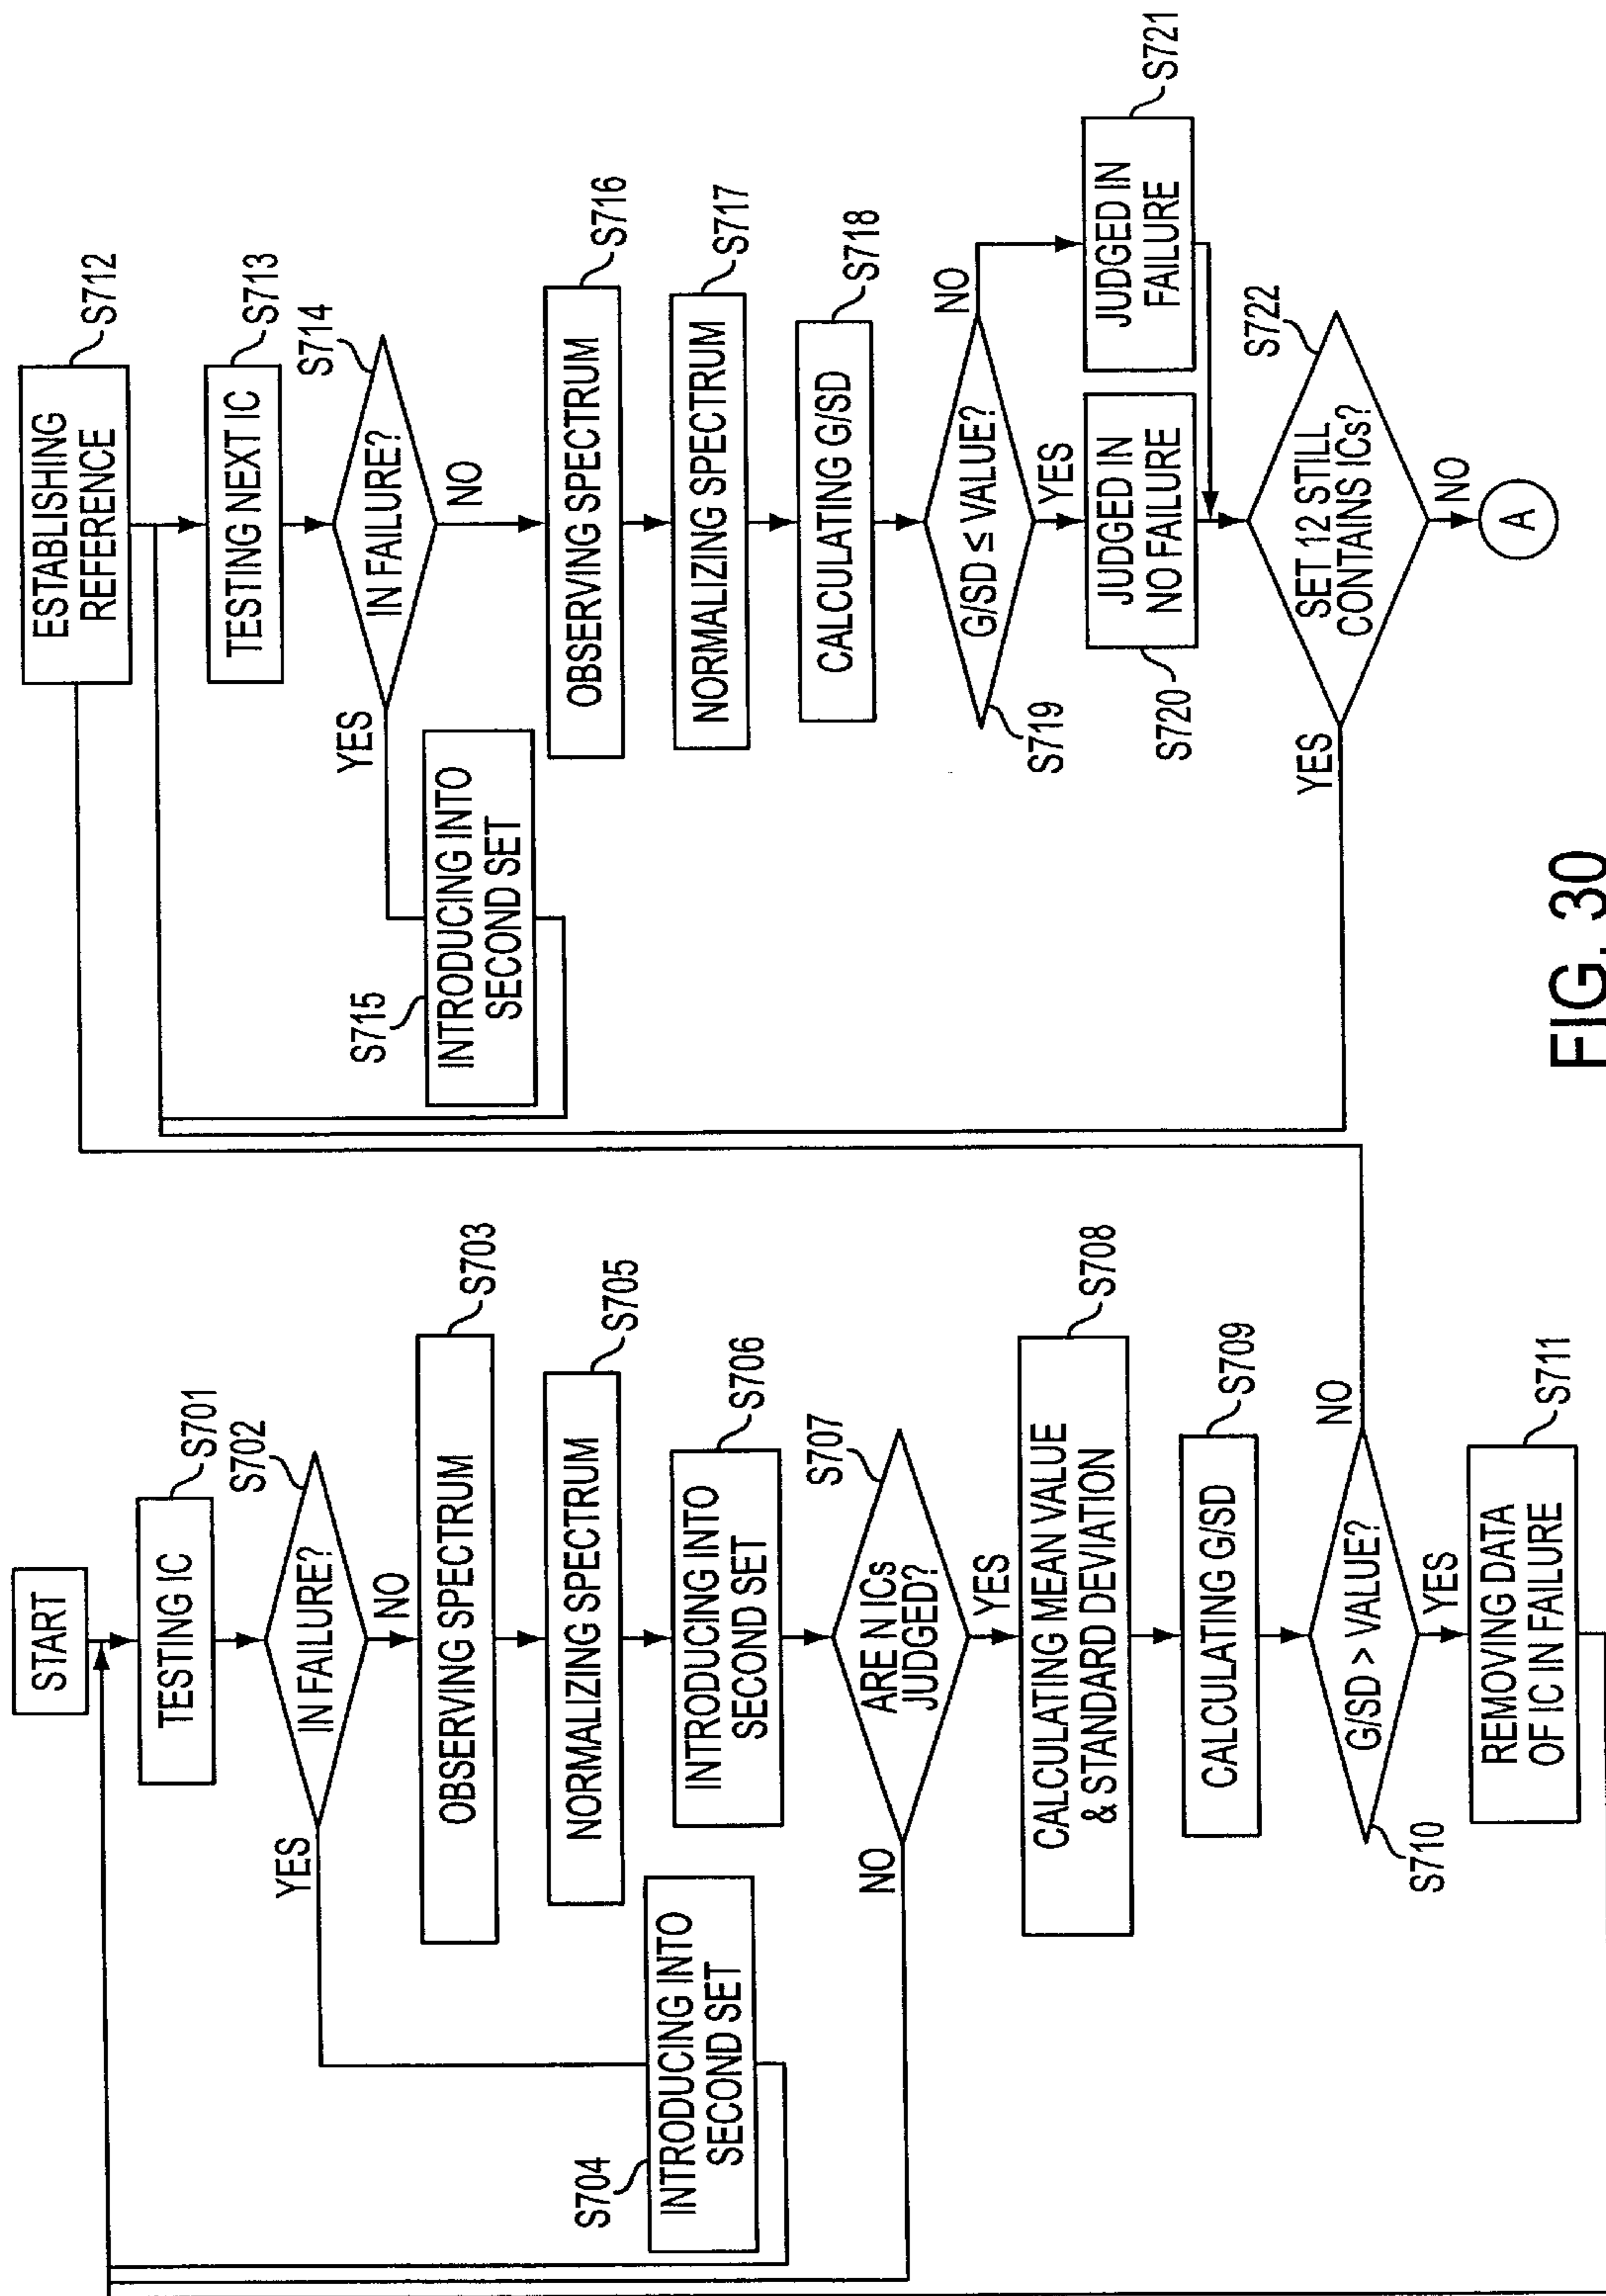 START
TESTING IC
S701
IN FAILURE?
S702
YES
NO
OBSERVING SPECTRUM
S703
S704
INTRODUCING INTO
SECOND SET
NORMALIZING SPECTRUM
S705
INTRODUCING INTO
SECOND SET
S706
ARE N ICs
JUDGED?
S707
NO
YES
CALCULATING MEAN VALUE
& STANDARD DEVIATION
S708
CALCULATING G/SD
S709
G/SD > VALUE?
S710
NO
YES
REMOVING DATA
OF IC IN FAILURE
S711
ESTABLISHING
REFERENCE
S712
TESTING NEXT IC
S713
IN FAILURE?
S714
YES
NO
S715
INTRODUCING INTO
SECOND SET
OBSERVING SPECTRUM
S716
NORMALIZING SPECTRUM
S717
CALCULATING G/SD
S718
G/SD ≤ VALUE?
S719
NO
YES
JUDGED IN
NO FAILURE
S720
JUDGED IN
FAILURE
S721
SET 12 STILL
CONTAINS ICs?
S722
YES
NO
A
FIG. 30